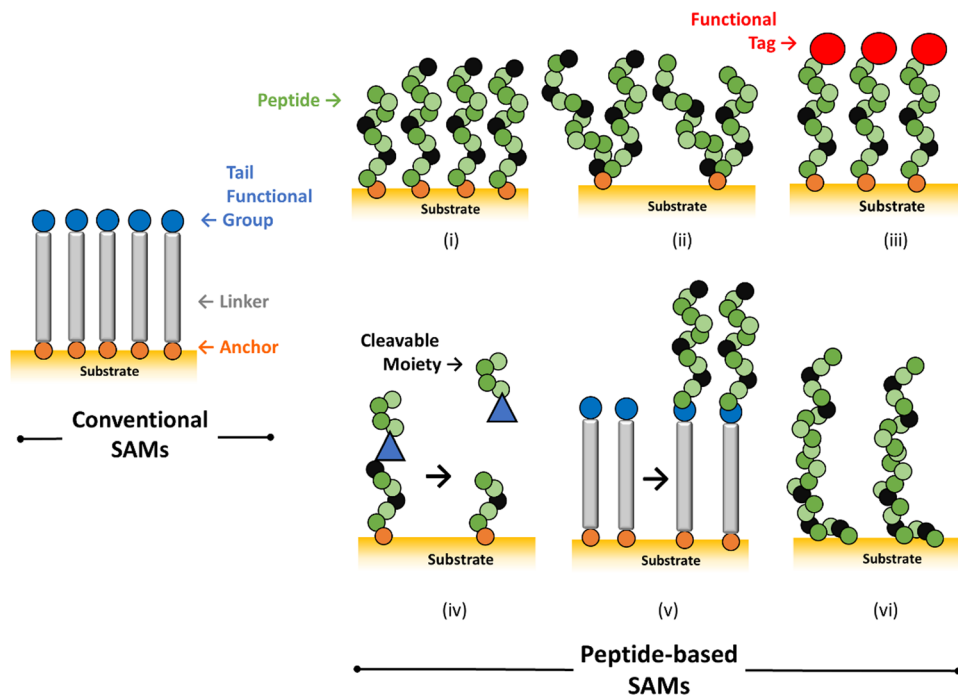 Functional
Tag →
Peptide →
Substrate
Substrate
Substrate
(i)
(ii)
(iii)
Tail
Functional
← Group
← Linker
← Anchor
Substrate
Conventional
SAMs
Cleavable
Moiety →
→
→
Substrate
Substrate
Substrate
(iv)
(v)
(vi)
Peptide-based
SAMs